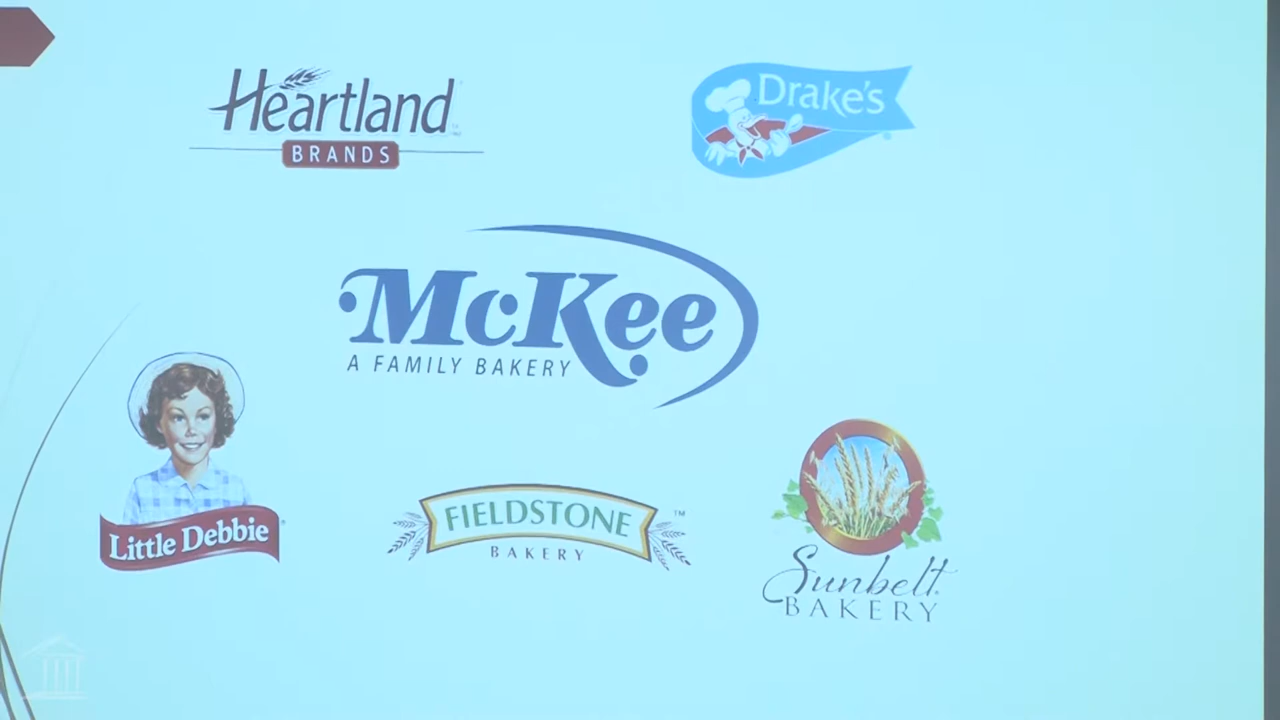 Heartland
BRANDS
Drake's
McKee
A FAMILY BAKERY
Little Debbie
FIELDSTONE
BAKERY
Sunbelt
BAKERY